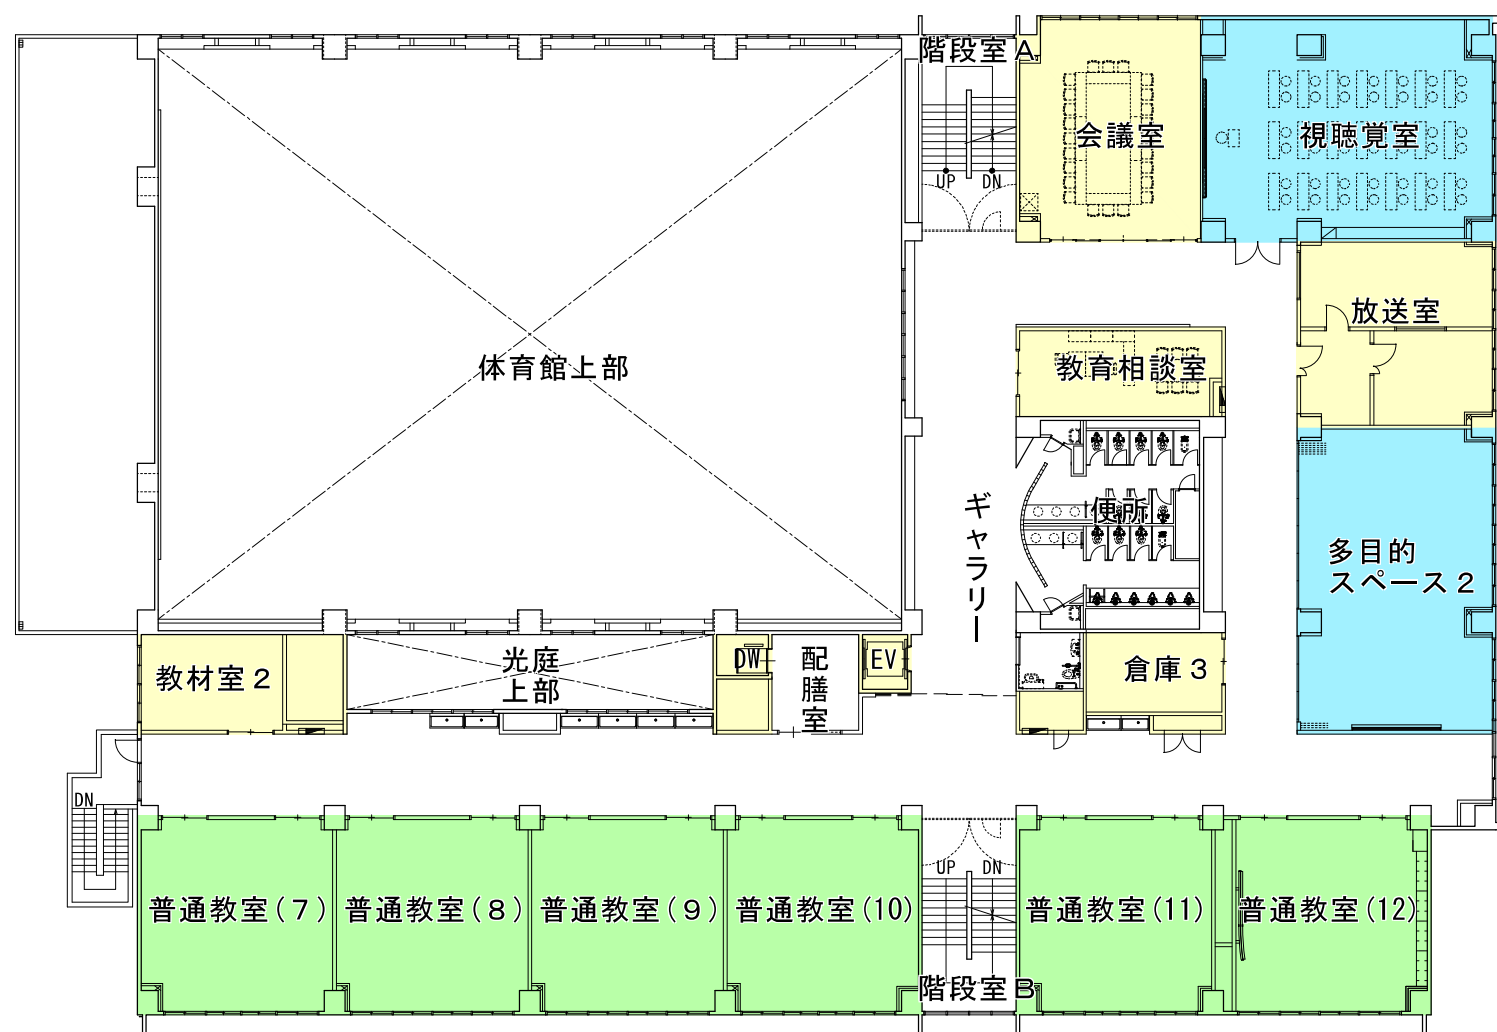 階段室A
会議室
視聴覚室
UP
DN
放送室
体育館上部
教育相談室
ギャラリー
便所
多目的
スペース2
教材室2
光庭
上部
DW
配膳室
EV
倉庫3
DN
UP
DN
普通教室(7)
普通教室(8)
普通教室(9)
普通教室(10)
普通教室(11)
普通教室(12)
階段室B